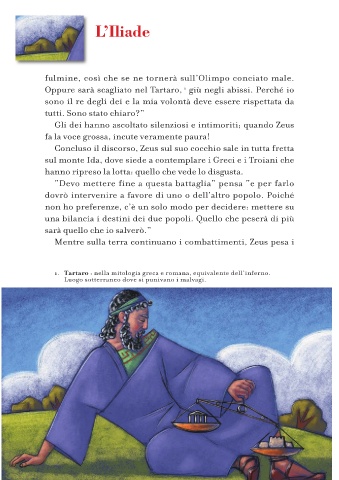 L'Iliade
fulmine, così che se ne tornerà sull'Olimpo conciato male.
Oppure sarà scagliato nel Tartaro, ¹ giù negli abissi. Perché io
sono il re degli dei e la mia volontà deve essere rispettata da
tutti. Sono stato chiaro?"
Gli dei hanno ascoltato silenziosi e intimoriti; quando Zeus
fa la voce grossa, incute veramente paura!
Concluso il discorso, Zeus sul suo cocchio sale in tutta fretta
sul monte Ida, dove siede a contemplare i Greci e i Troiani che
hanno ripreso la lotta: quello che vede lo disgusta.
"Devo mettere fine a questa battaglia" pensa "e per farlo
dovrò intervenire a favore di uno o dell'altro popolo. Poiché
non ho preferenze, c'è un solo modo per decidere: mettere su
una bilancia i destini dei due popoli. Quello che peserà di più
sarà quello che io salverò."
Mentre sulla terra continuano i combattimenti, Zeus pesa i
1. Tartaro : nella mitologia greca e romana, equivalente dell'inferno.
Luogo sotterraneo dove si punivano i malvagi.